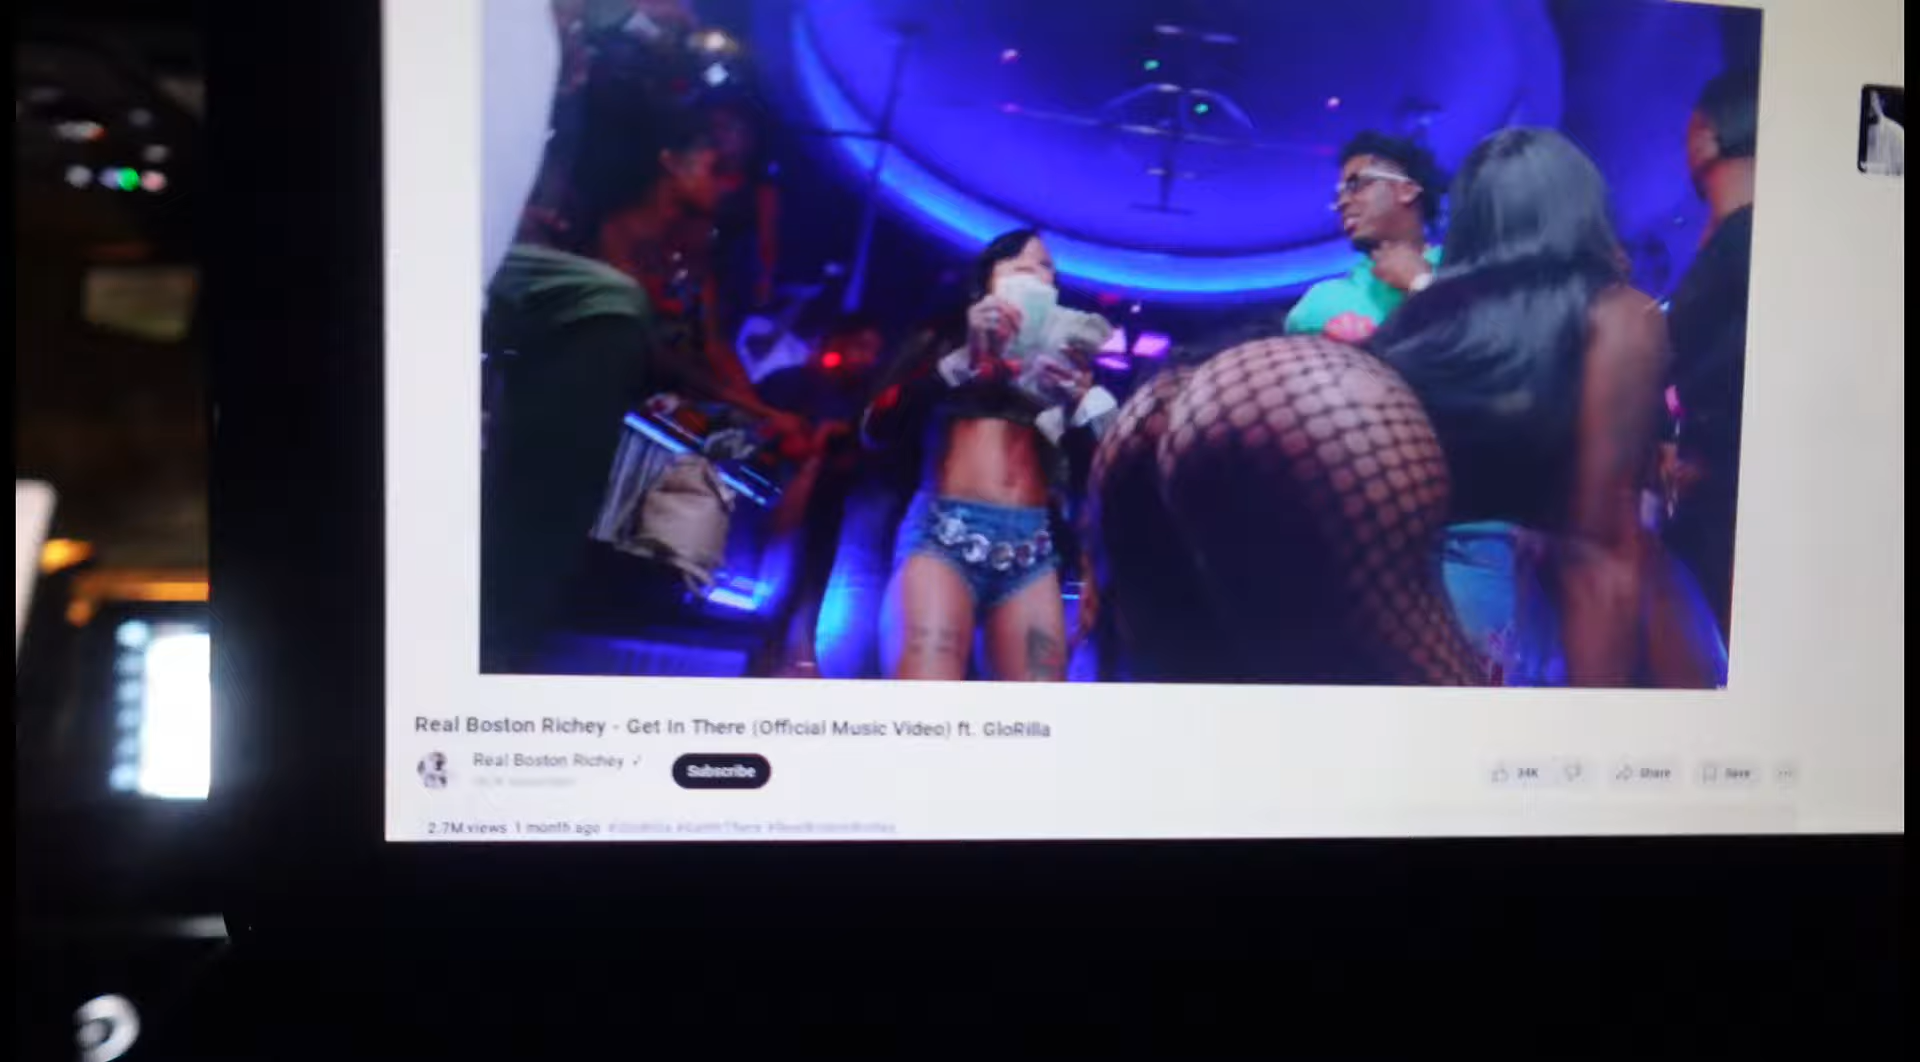 Real Boston Richey - Get In There (Official Music Video) ft. GloRilla
Real Boston Richey
Subscribe
34K
Share
Save
2.7M views 1 month ago